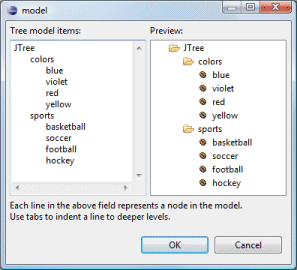 model
Tree model items:
JTree
colors
blue
violet
red
yellow
sports
basketball
soccer
football
hockey
Preview:
JTree
colors
blue
violet
red
yellow
sports
basketball
soccer
football
hockey
Each line in the above field represents a node in the model.
Use tabs to indent a line to deeper levels.
OK
Cancel